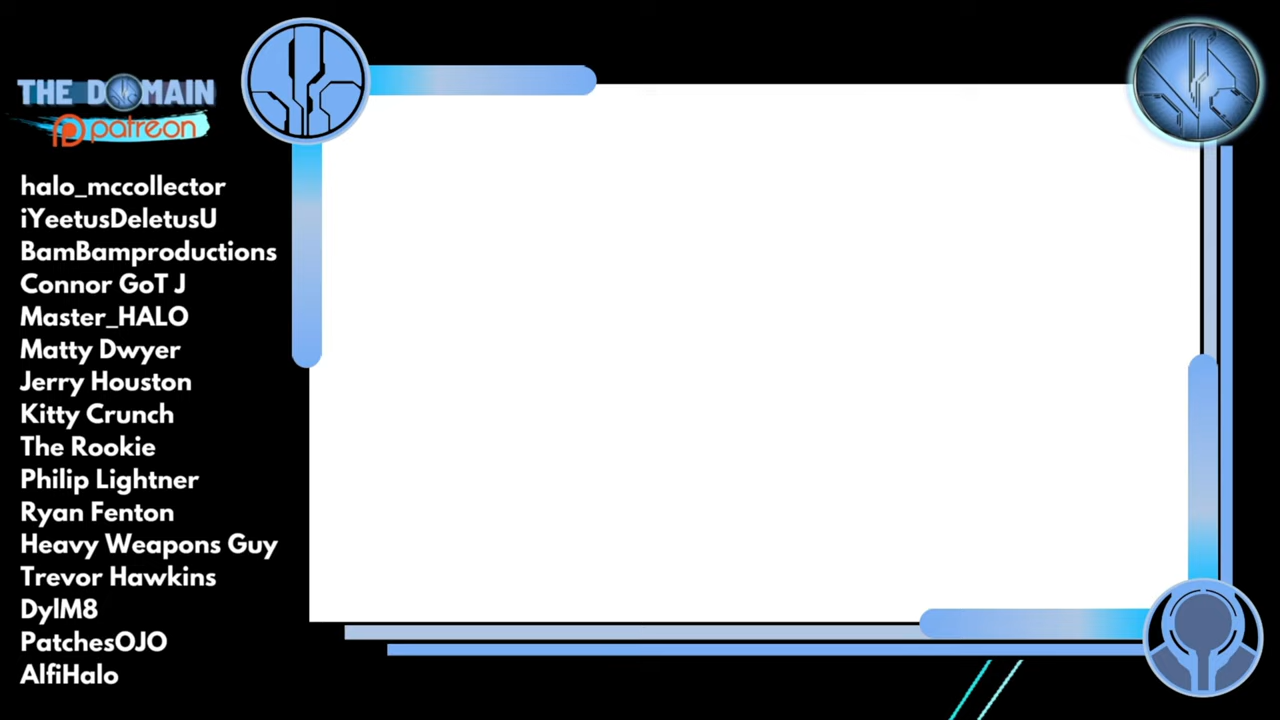 THE DOMAIN
patreon
halo_mccollector
iYeetusDeletusU
BamBamproductions
Connor GoT J
Master_HALO
Matty Dwyer
Jerry Houston
Kitty Crunch
The Rookie
Philip Lightner
Ryan Fenton
Heavy Weapons Guy
Trevor Hawkins
DylM8
PatchesOJO
AlfiHalo